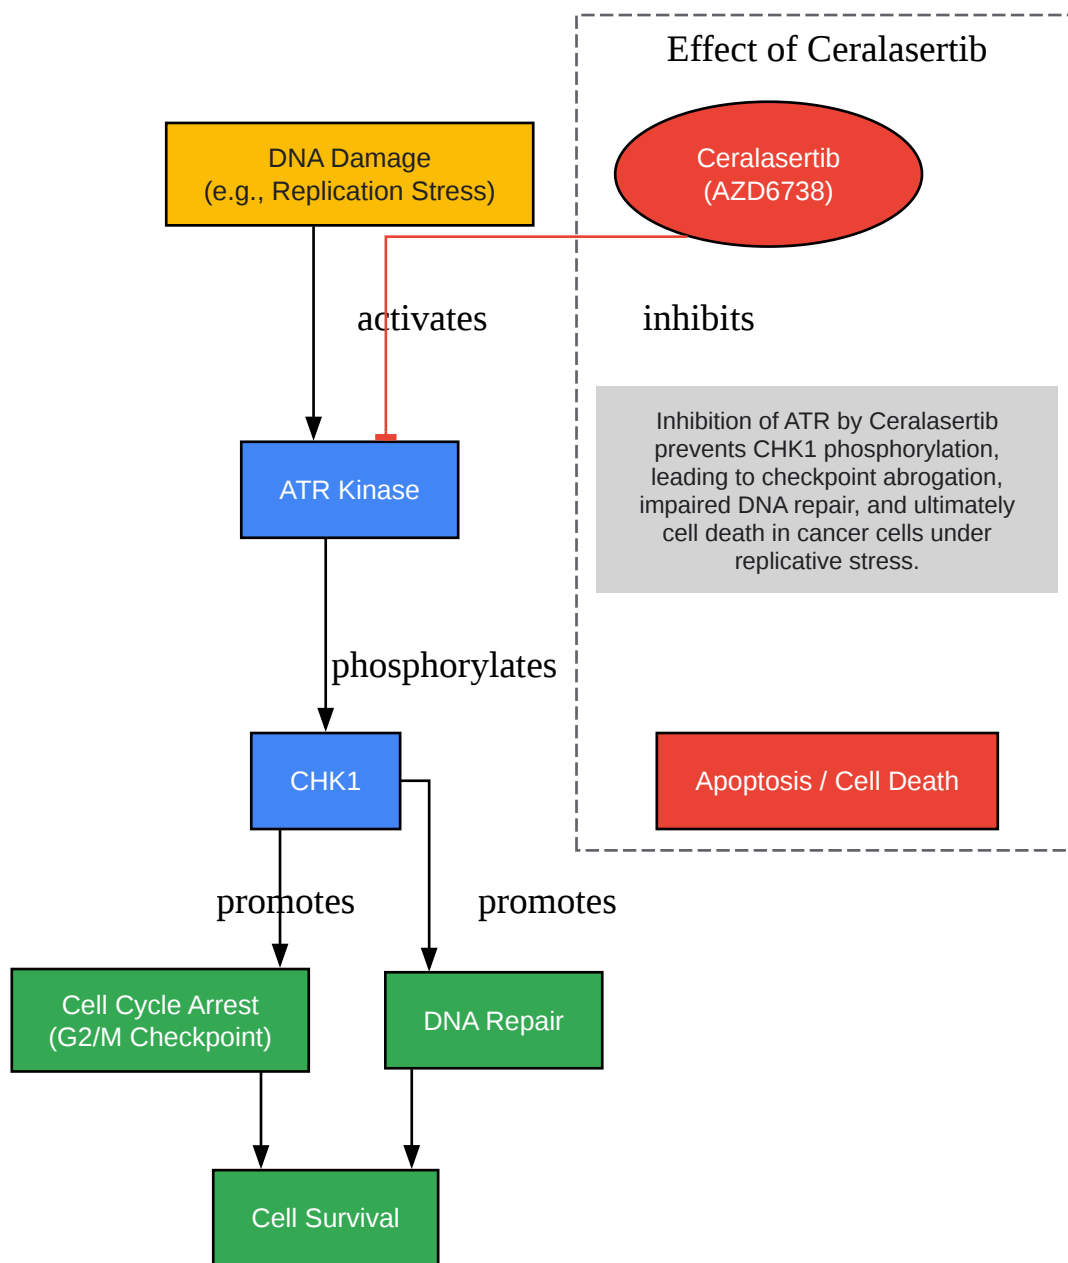 Effect of Ceralasertib
DNA Damage
(e.g., Replication Stress)
Ceralasertib
(AZD6738)
activates
inhibits
Inhibition of ATR by Ceralasertib
prevents CHK1 phosphorylation,
leading to checkpoint abrogation,
impaired DNA repair, and ultimately
cell death in cancer cells under
replicative stress.
ATR Kinase
phosphorylates
CHK1
Apoptosis / Cell Death
promotes
promotes
Cell Cycle Arrest
(G2/M Checkpoint)
DNA Repair
Cell Survival